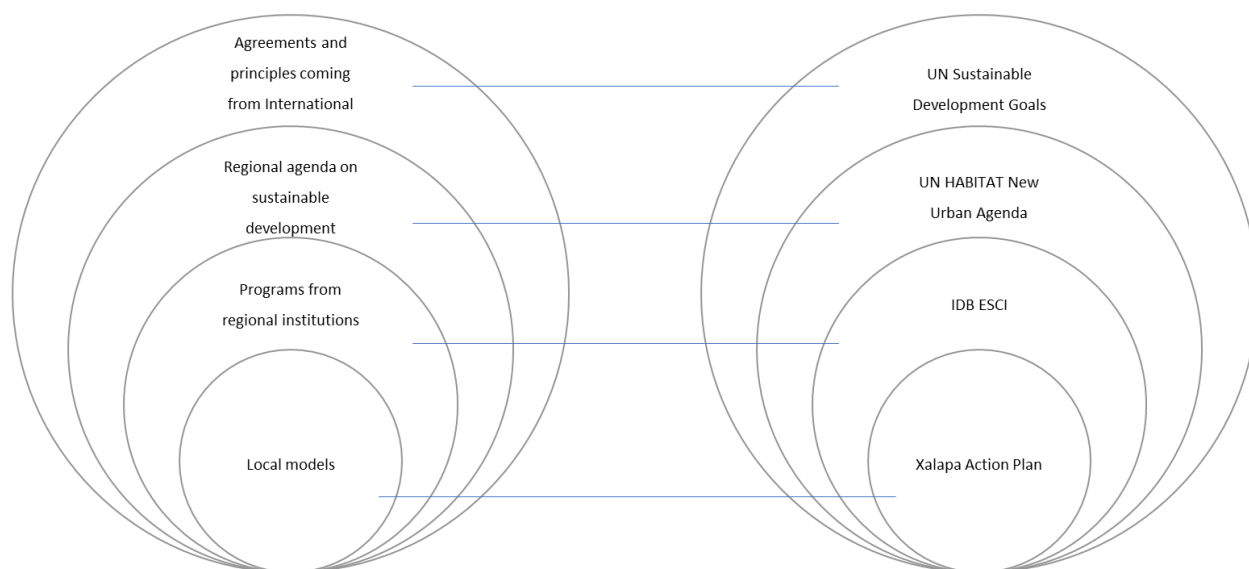 Agreements and
principles coming
from International
Regional agenda on
sustainable
development
Programs from
regional institutions
Local models
UN Sustainable
Development Goals
UN HABITAT New
Urban Agenda
IDB ESCI
Xalapa Action Plan